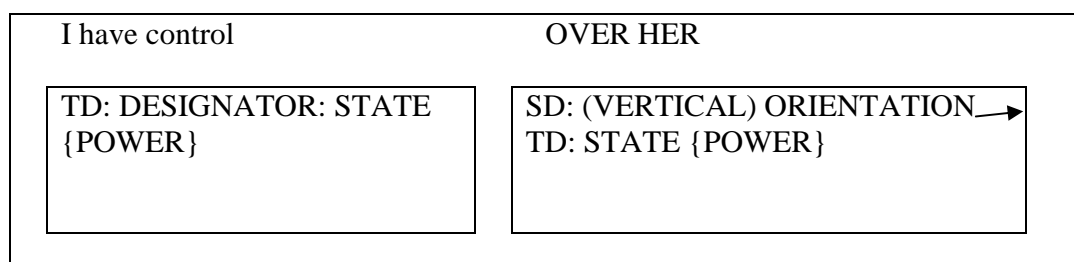 I have control OVER HER
TD: DESIGNATOR: STATE
{POWER}
SD: (VERTICAL) ORIENTATION
TD: STATE {POWER}